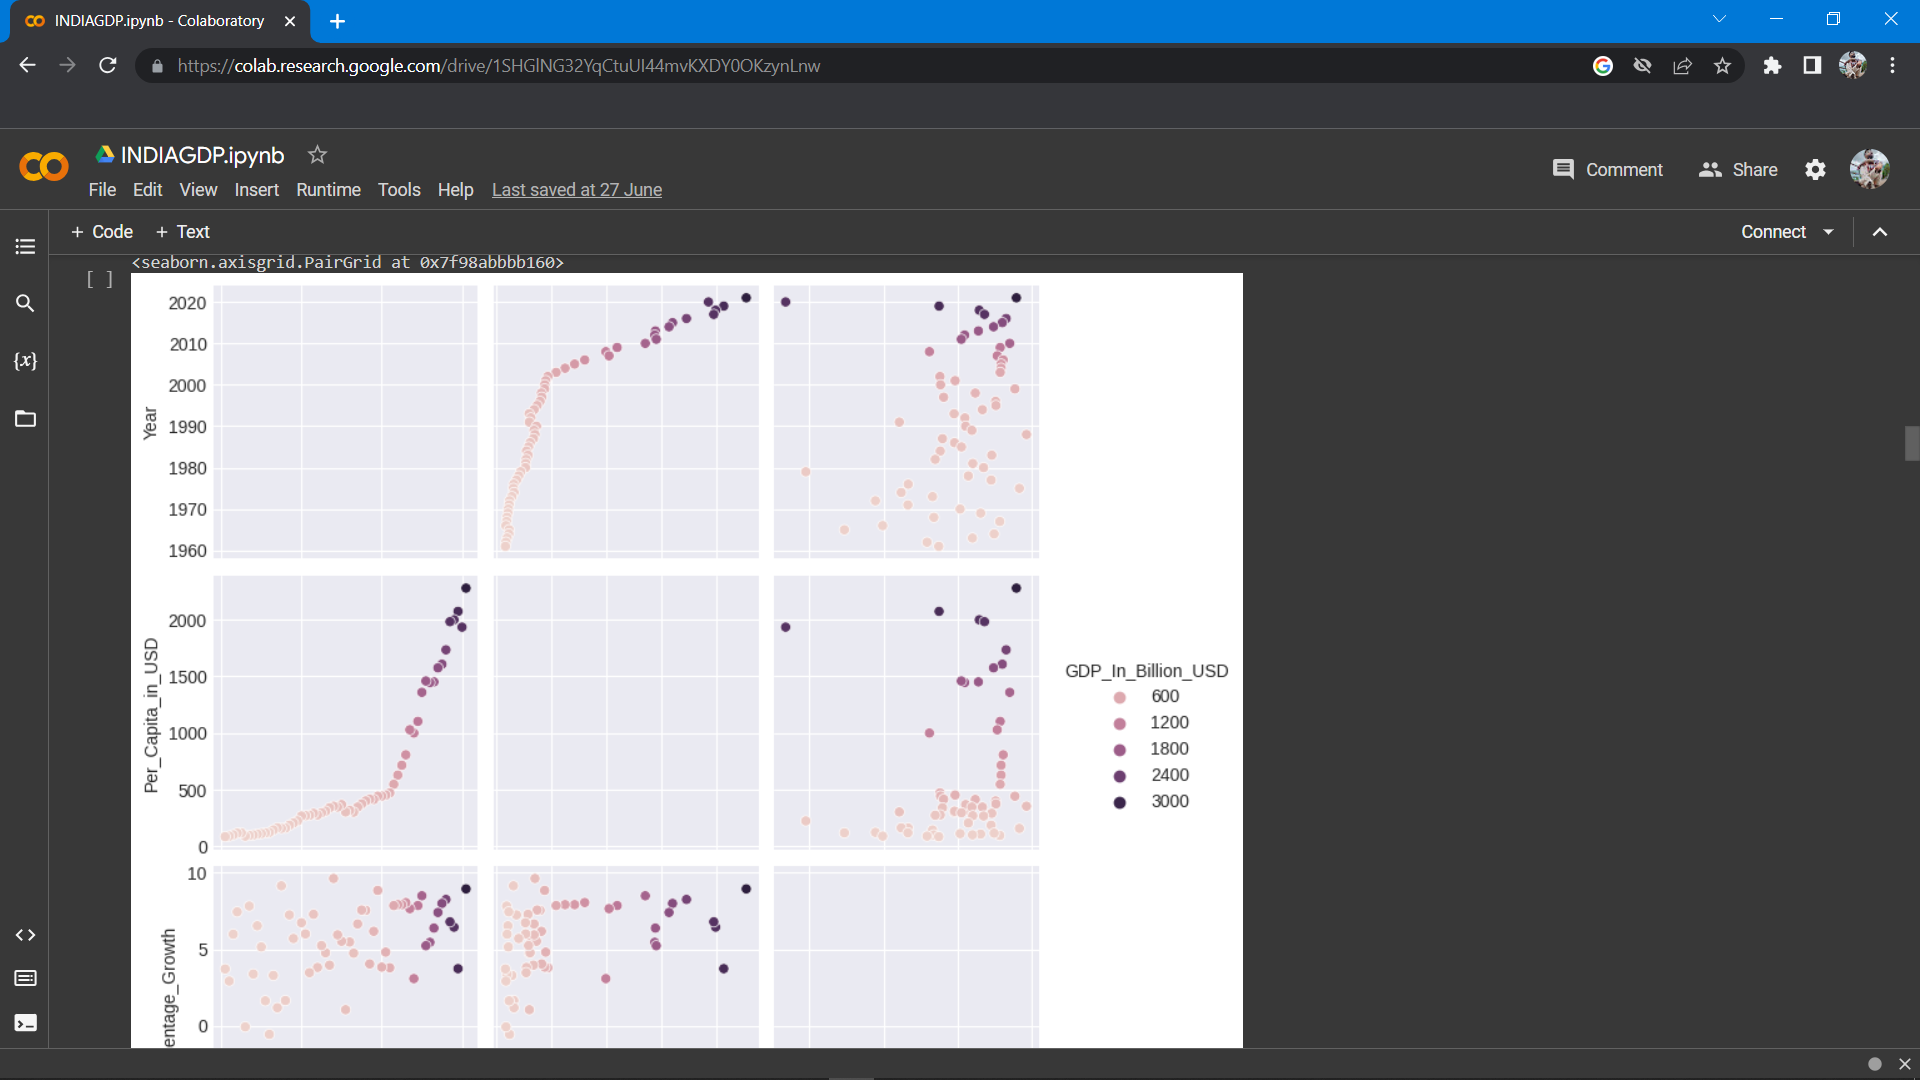 INDIAGDP.ipynb - Colaboratory
https://colab.research.google.com/drive/1SHGlNG32YqCtuUI44mvKXDY0OKzynLnw
INDIAGDP.ipynb
File Edit View Insert Runtime Tools Help Last saved at 27 June
Comment Share
+ Code + Text
Connect
<seaborn.axisgrid.PairGrid at 0x7f98abbbb160>
[ ]
{x}
Year
2020
2010
2000
1990
1980
1970
1960
Per_Capita_in_USD
2000
1500
1000
500
0
entage_Growth
10
5
0
GDP_In_Billion_USD
600
1200
1800
2400
3000